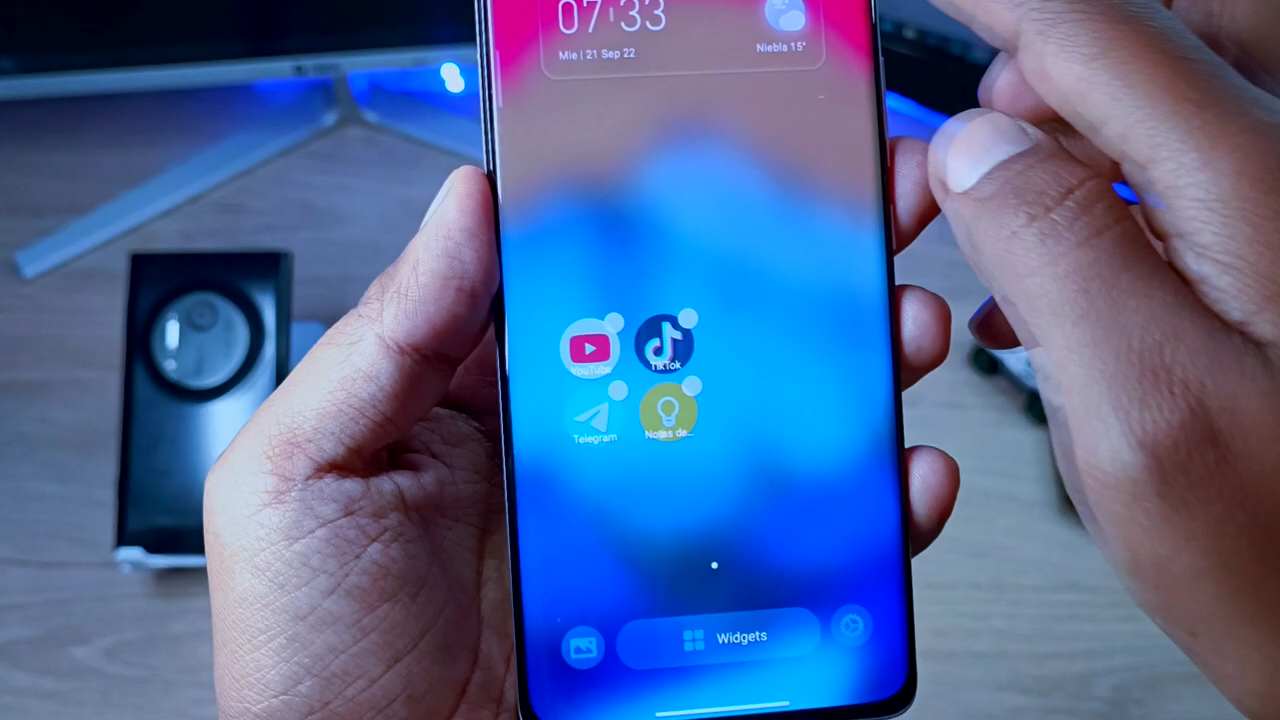 07:33
Mie | 21 Sep 22
Niebla 15°
YouTube
TikTok
Telegram
Notas de...
Widgets